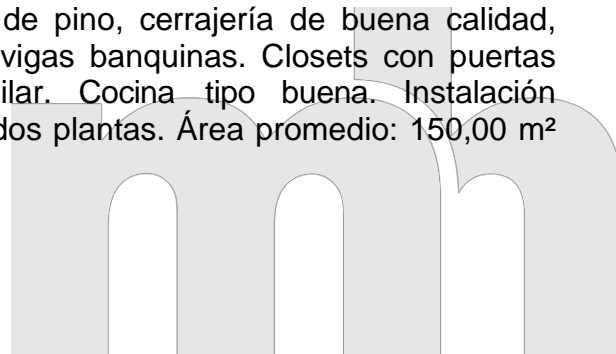 de pino, cerrajería de buena calidad,
vigas banquinas. Closets con puertas
ilar. Cocina tipo buena. Instalación
dos plantas. Área promedio: 150,00 m²